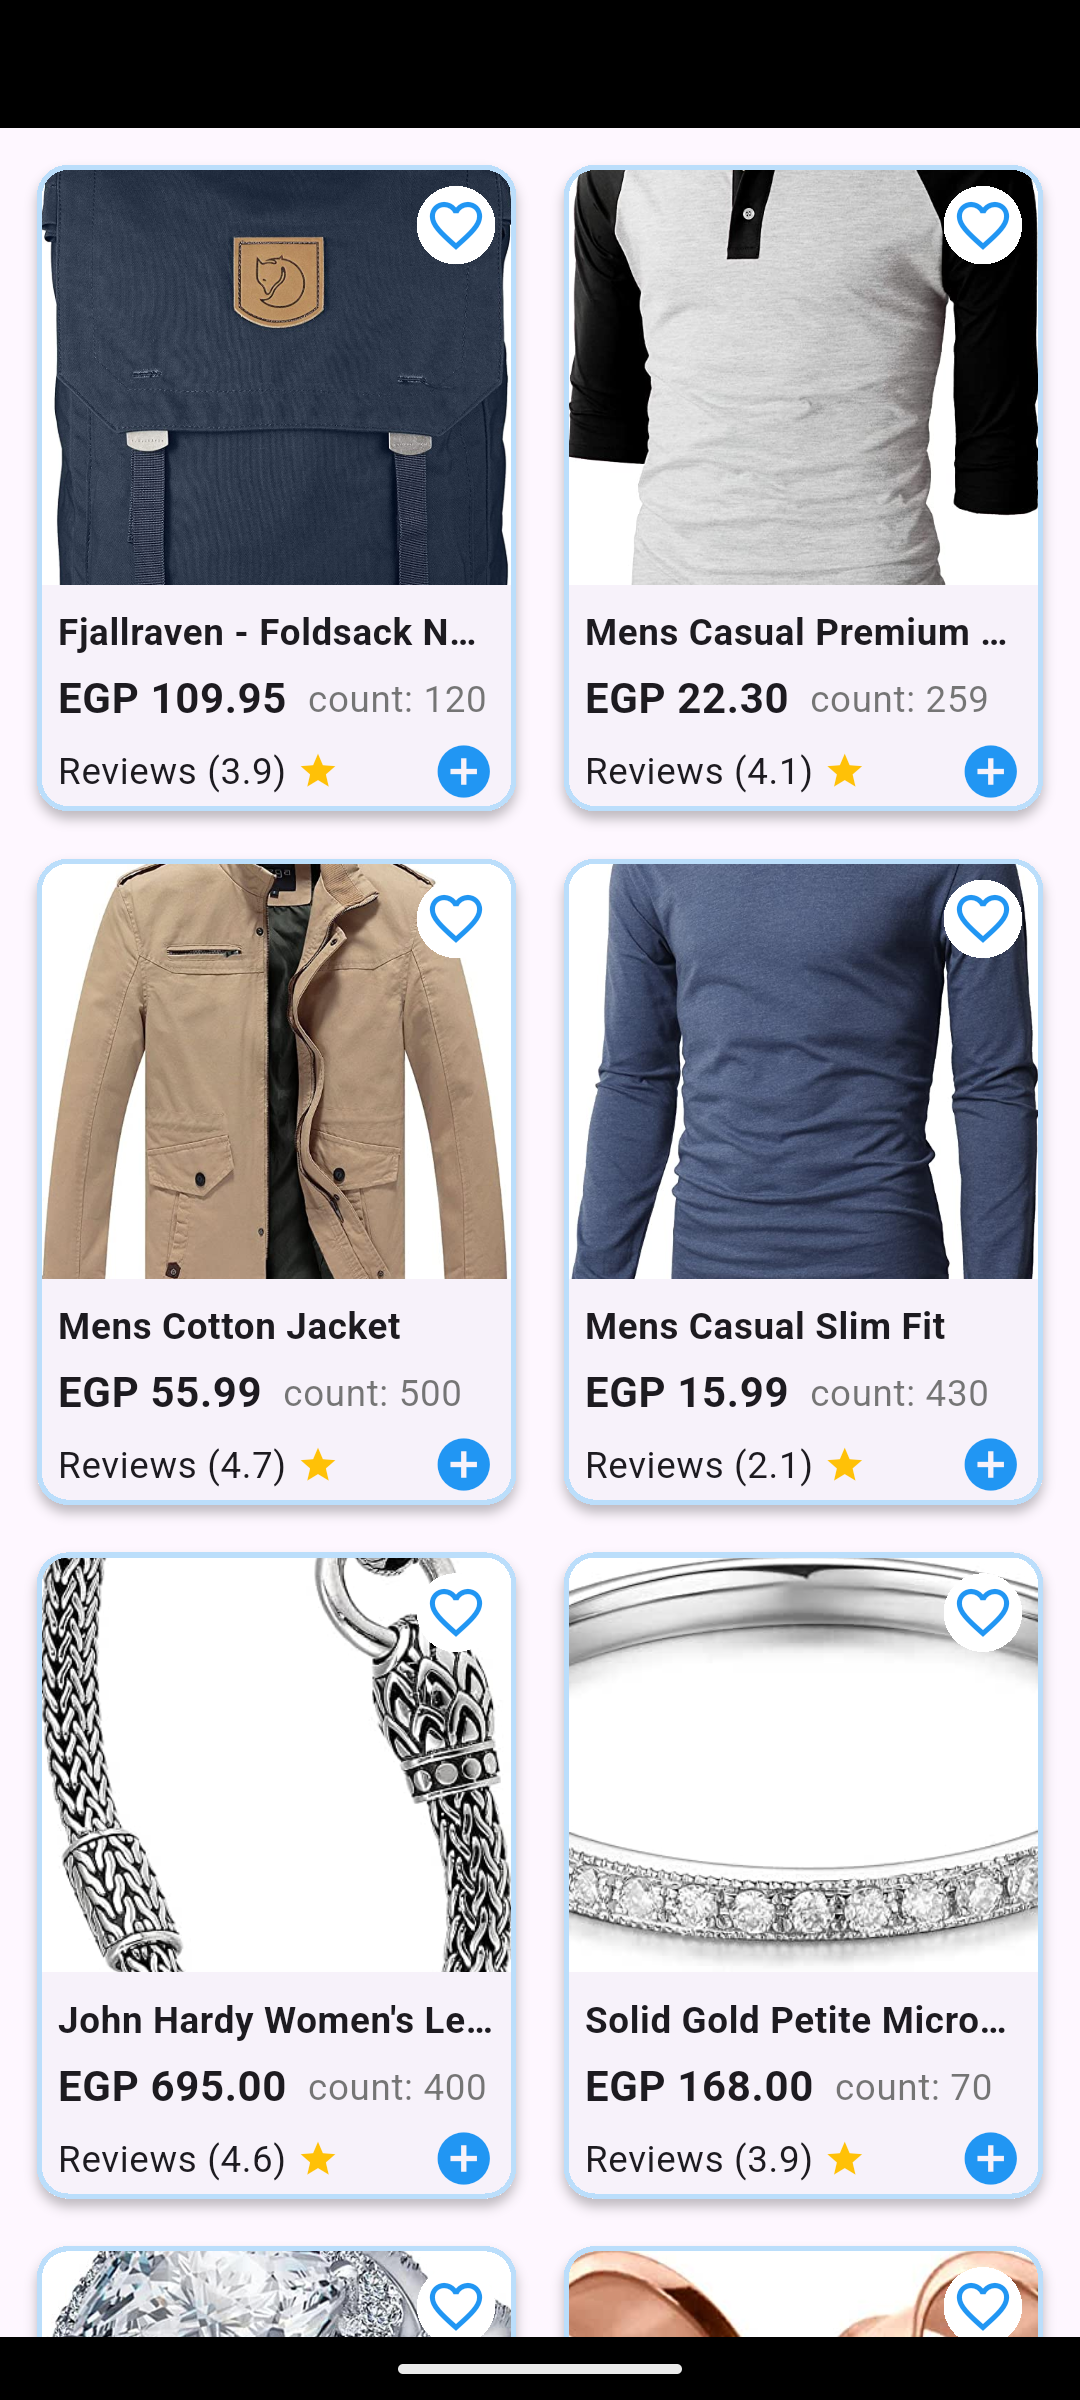 Fjallraven - Foldsack N...
EGP 109.95 count: 120
Reviews (3.9)
Mens Casual Premium ...
EGP 22.30 count: 259
Reviews (4.1)
Mens Cotton Jacket
EGP 55.99 count: 500
Reviews (4.7)
Mens Casual Slim Fit
EGP 15.99 count: 430
Reviews (2.1)
John Hardy Women's Le...
EGP 695.00 count: 400
Reviews (4.6)
Solid Gold Petite Micro...
EGP 168.00 count: 70
Reviews (3.9)